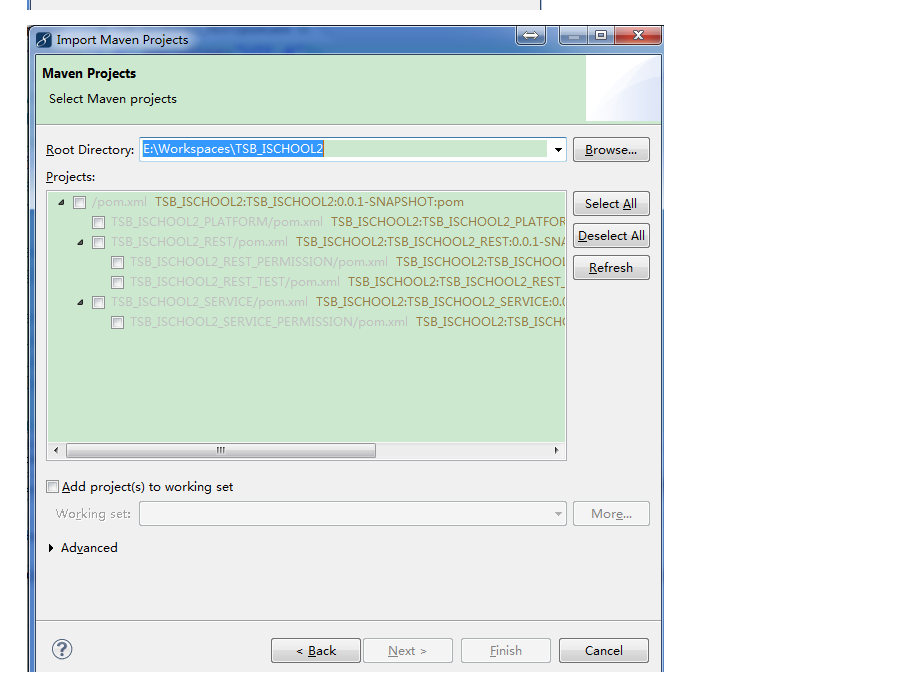 Import Maven Projects
Maven Projects
Select Maven projects
Root Directory: E:\Workspaces\TSB_ISCHOOL2 Browse...
Projects:
/pom.xml TSB_ISCHOOL2:TSB_ISCHOOL2:0.0.1-SNAPSHOT:pom Select All
TSB_ISCHOOL2_PLATFORM/pom.xml TSB_ISCHOOL2:TSB_ISCHOOL2_PLATFOR
TSB_ISCHOOL2_REST/pom.xml TSB_ISCHOOL2:TSB_ISCHOOL2_REST:0.0.1-SNA Deselect All
TSB_ISCHOOL2_REST_PERMISSION/pom.xml TSB_ISCHOOL2:TSB_ISCHOOL Refresh
TSB_ISCHOOL2_REST_TEST/pom.xml TSB_ISCHOOL2:TSB_ISCHOOL2_REST_
TSB_ISCHOOL2_SERVICE/pom.xml TSB_ISCHOOL2:TSB_ISCHOOL2_SERVICE:0.0
TSB_ISCHOOL2_SERVICE_PERMISSION/pom.xml TSB_ISCHOOL2:TSB_ISCHO
Add project(s) to working set
Working set: More...
Advanced
? < Back Next > Finish Cancel